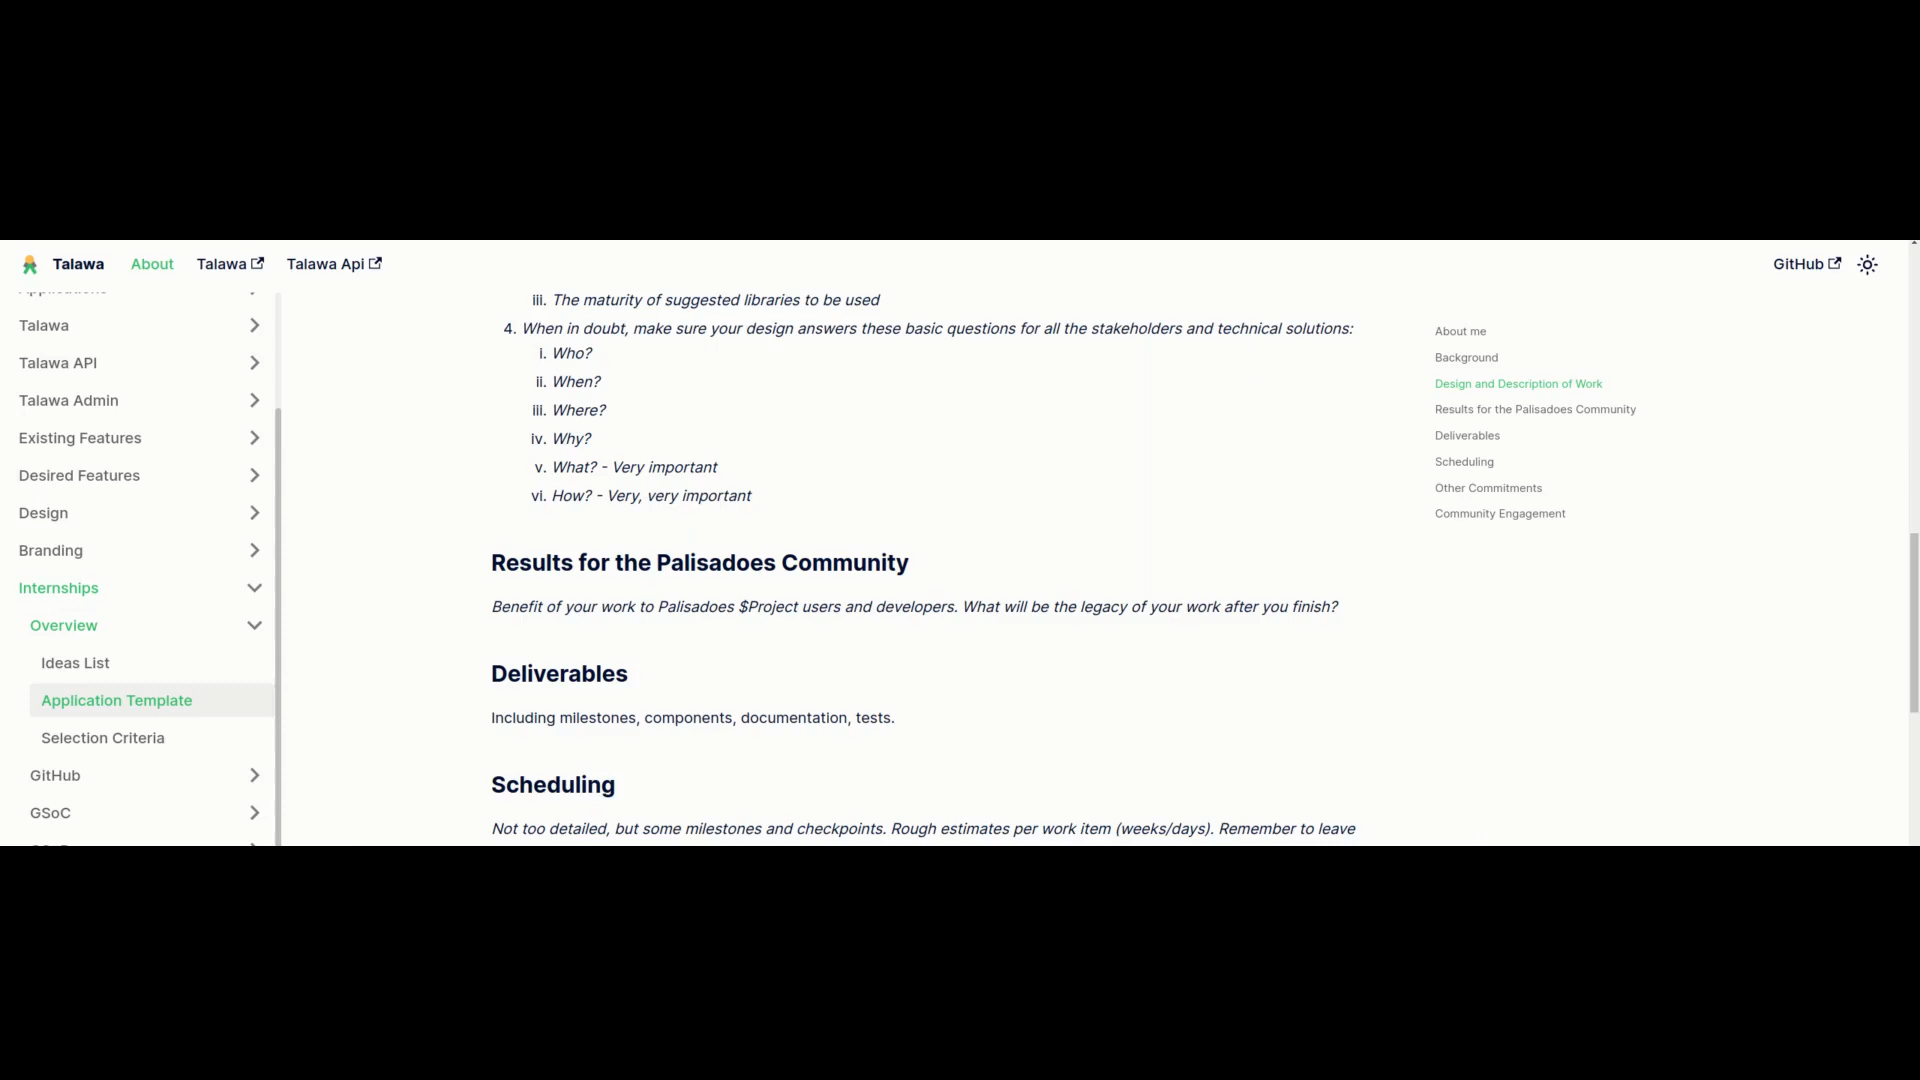 Talawa About Talawa Talawa Api GitHub
Applications
Talawa
Talawa API
Talawa Admin
Existing Features
Desired Features
Design
Branding
Internships
Overview
Ideas List
Application Template
Selection Criteria
GitHub
GSoC
iii. The maturity of suggested libraries to be used
4. When in doubt, make sure your design answers these basic questions for all the stakeholders and technical solutions:
i. Who?
ii. When?
iii. Where?
iv. Why?
v. What? - Very important
vi. How? - Very, very important
Results for the Palisadoes Community
Benefit of your work to Palisadoes $Project users and developers. What will be the legacy of your work after you finish?
Deliverables
Including milestones, components, documentation, tests.
Scheduling
Not too detailed, but some milestones and checkpoints. Rough estimates per work item (weeks/days). Remember to leave
About me
Background
Design and Description of Work
Results for the Palisadoes Community
Deliverables
Scheduling
Other Commitments
Community Engagement